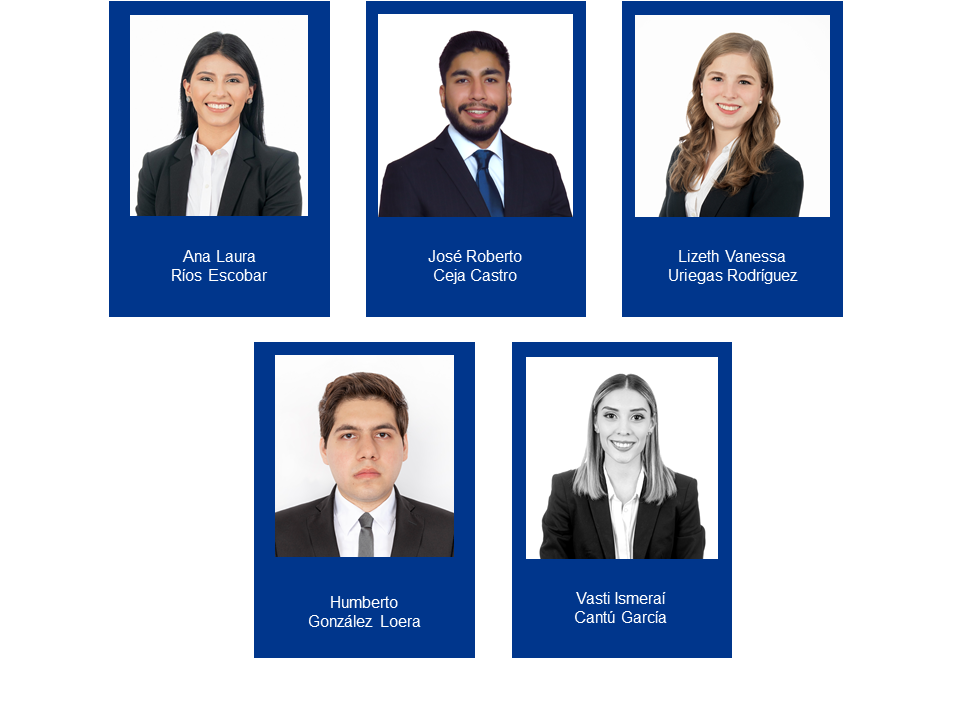 Ana Laura
Ríos Escobar
José Roberto
Ceja Castro
Lizeth Vanessa
Uriegas Rodríguez
Humberto
González Loera
Vasti Ismeraí
Cantú García